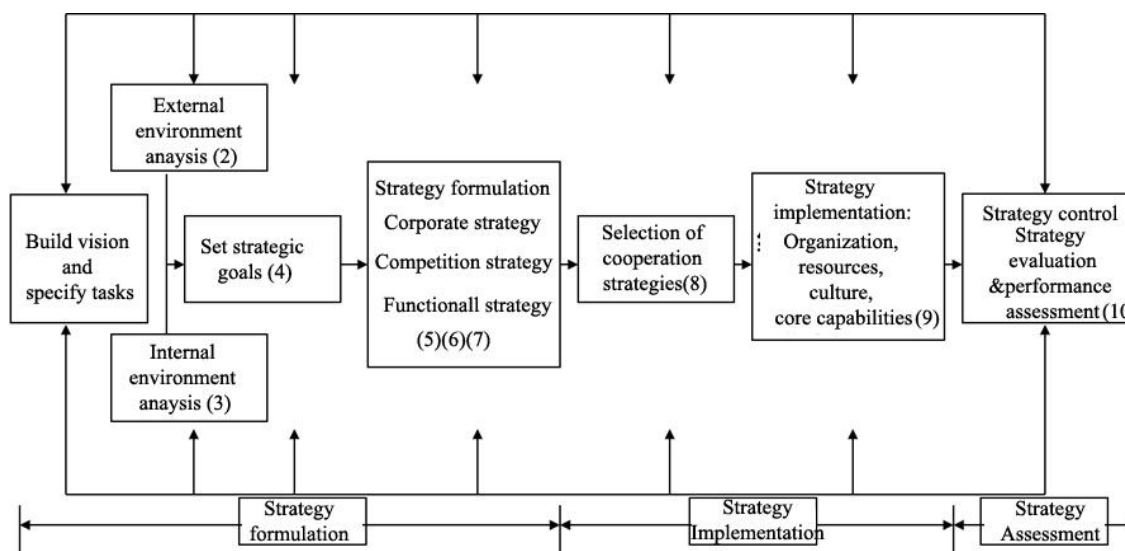 External
environment
anaysis (2)
Build vision
and
specify tasks
Internal
environment
anaysis (3)
Set strategic
goals (4)
Strategy formulation
Corporate strategy
Competition strategy
Functionall strategy
(5)(6)(7)
Selection of
cooperation
strategies(8)
Strategy
implementation:
Organization,
resources,
culture,
core capabilities(9)
Strategy control
Strategy
evaluation
&performance
assessment(10)
Strategy
formulation
Strategy
Implementation
Strategy
Assessment